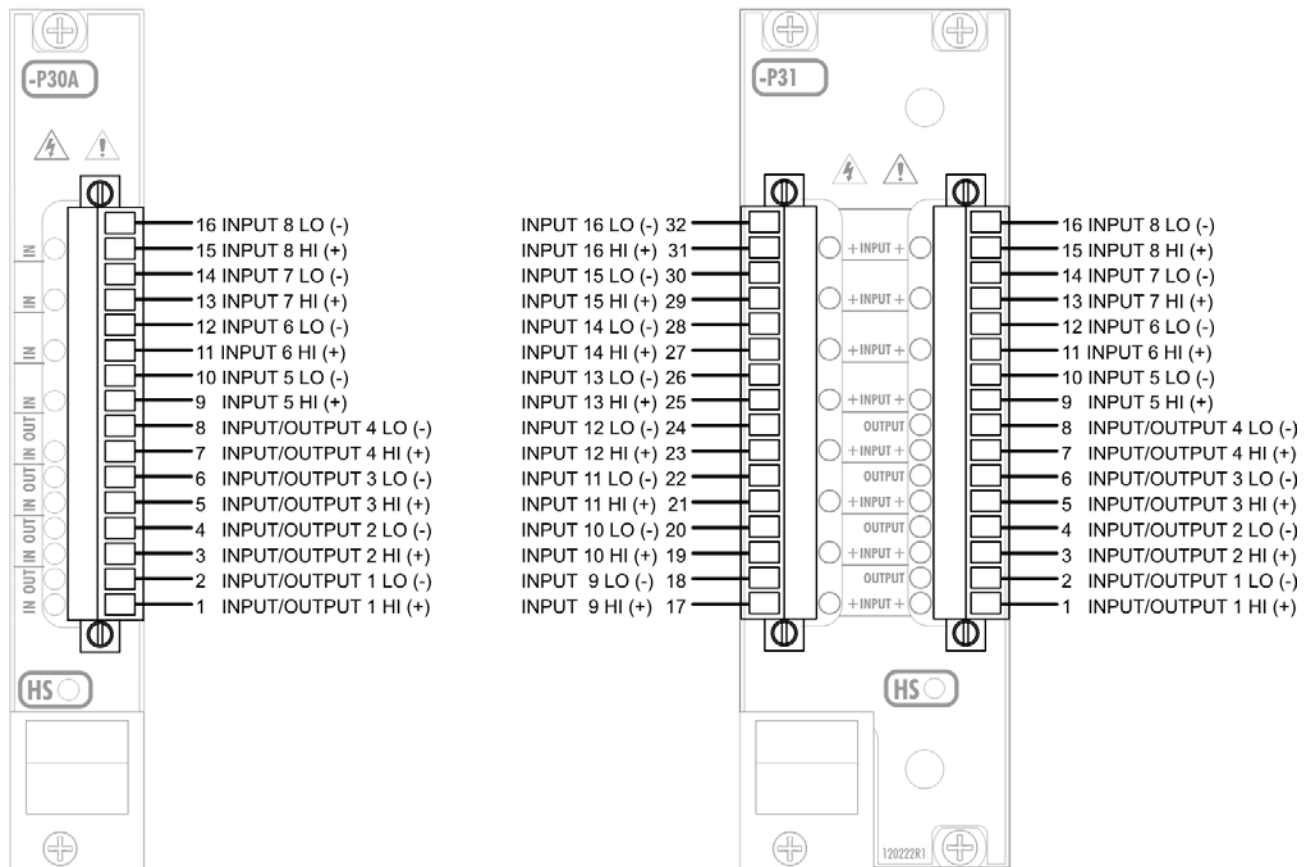 -P30A
16 INPUT 8 LO (-)
15 INPUT 8 HI (+)
14 INPUT 7 LO (-)
13 INPUT 7 HI (+)
12 INPUT 6 LO (-)
11 INPUT 6 HI (+)
10 INPUT 5 LO (-)
9 INPUT 5 HI (+)
8 INPUT/OUTPUT 4 LO (-)
7 INPUT/OUTPUT 4 HI (+)
6 INPUT/OUTPUT 3 LO (-)
5 INPUT/OUTPUT 3 HI (+)
4 INPUT/OUTPUT 2 LO (-)
3 INPUT/OUTPUT 2 HI (+)
2 INPUT/OUTPUT 1 LO (-)
1 INPUT/OUTPUT 1 HI (+)
IN
IN
IN
IN
IN OUT
IN OUT
IN OUT
IN OUT
HS
-P31
INPUT 16 LO (-) 32
INPUT 16 HI (+) 31
INPUT 15 LO (-) 30
INPUT 15 HI (+) 29
INPUT 14 LO (-) 28
INPUT 14 HI (+) 27
INPUT 13 LO (-) 26
INPUT 13 HI (+) 25
INPUT 12 LO (-) 24
INPUT 12 HI (+) 23
INPUT 11 LO (-) 22
INPUT 11 HI (+) 21
INPUT 10 LO (-) 20
INPUT 10 HI (+) 19
INPUT 9 LO (-) 18
INPUT 9 HI (+) 17
+ INPUT +
+ INPUT +
+ INPUT +
+ INPUT +
OUTPUT
+ INPUT +
OUTPUT
+ INPUT +
OUTPUT
+ INPUT +
OUTPUT
+ INPUT +
16 INPUT 8 LO (-)
15 INPUT 8 HI (+)
14 INPUT 7 LO (-)
13 INPUT 7 HI (+)
12 INPUT 6 LO (-)
11 INPUT 6 HI (+)
10 INPUT 5 LO (-)
9 INPUT 5 HI (+)
8 INPUT/OUTPUT 4 LO (-)
7 INPUT/OUTPUT 4 HI (+)
6 INPUT/OUTPUT 3 LO (-)
5 INPUT/OUTPUT 3 HI (+)
4 INPUT/OUTPUT 2 LO (-)
3 INPUT/OUTPUT 2 HI (+)
2 INPUT/OUTPUT 1 LO (-)
1 INPUT/OUTPUT 1 HI (+)
HS
120222R1